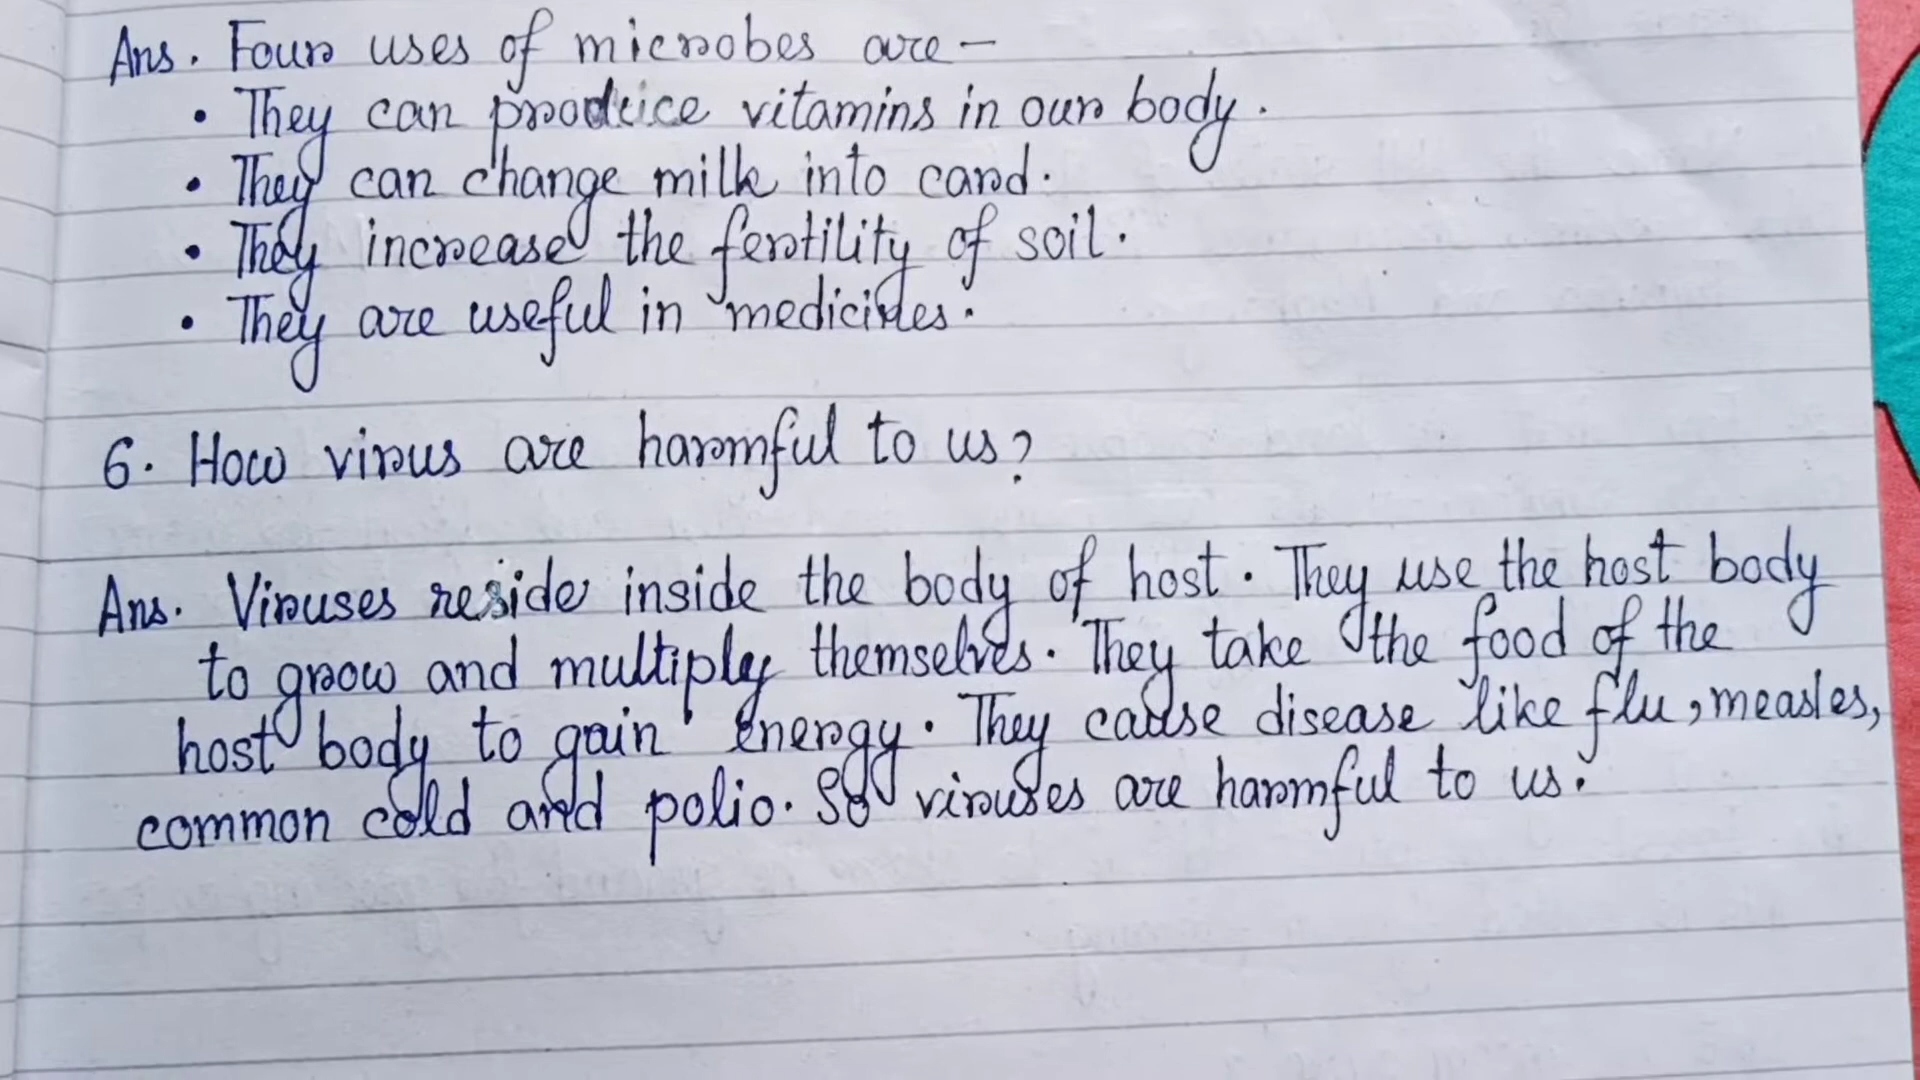 Ans. Four uses of microbes are -
• They can produce vitamins in our body.
• They can change milk into card.
• They increase the fertility of soil.
• They are useful in medicines.
6. How virus are harmful to us?
Ans. Viruses reside inside the body of host. They use the host body
to grow and multiply themselves. They take the food of the
host body to gain energy. They cause disease like flu, measles,
common cold and polio. So viruses are harmful to us.